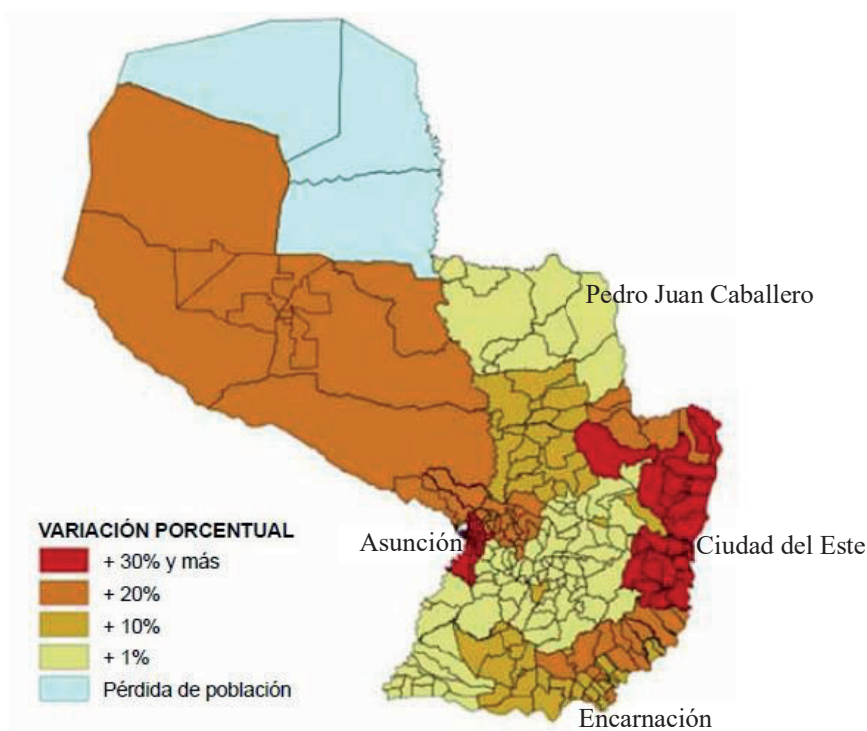 Pedro Juan Caballero
VARIACIÓN PORCENTUAL
+ 30% y más
+ 20%
+ 10%
+ 1%
Pérdida de población
Asunción
Ciudad del Este
Encarnación